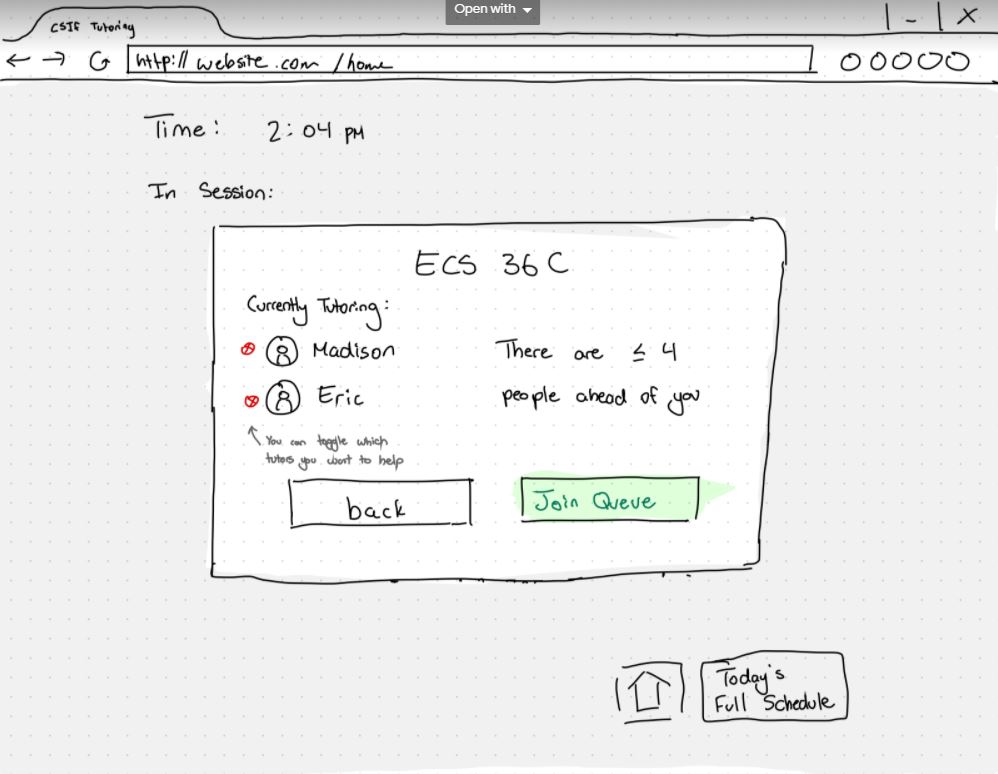 Open with
CSIF Tutoring
http:// website.com /home
Time: 2:04 PM
In Session:
ECS 36C
Currently Tutoring:
Madison
Eric
You can toggle which
tutors you want to help
There are ≤ 4
people ahead of you
back
Join Queue
Today's
Full Schedule